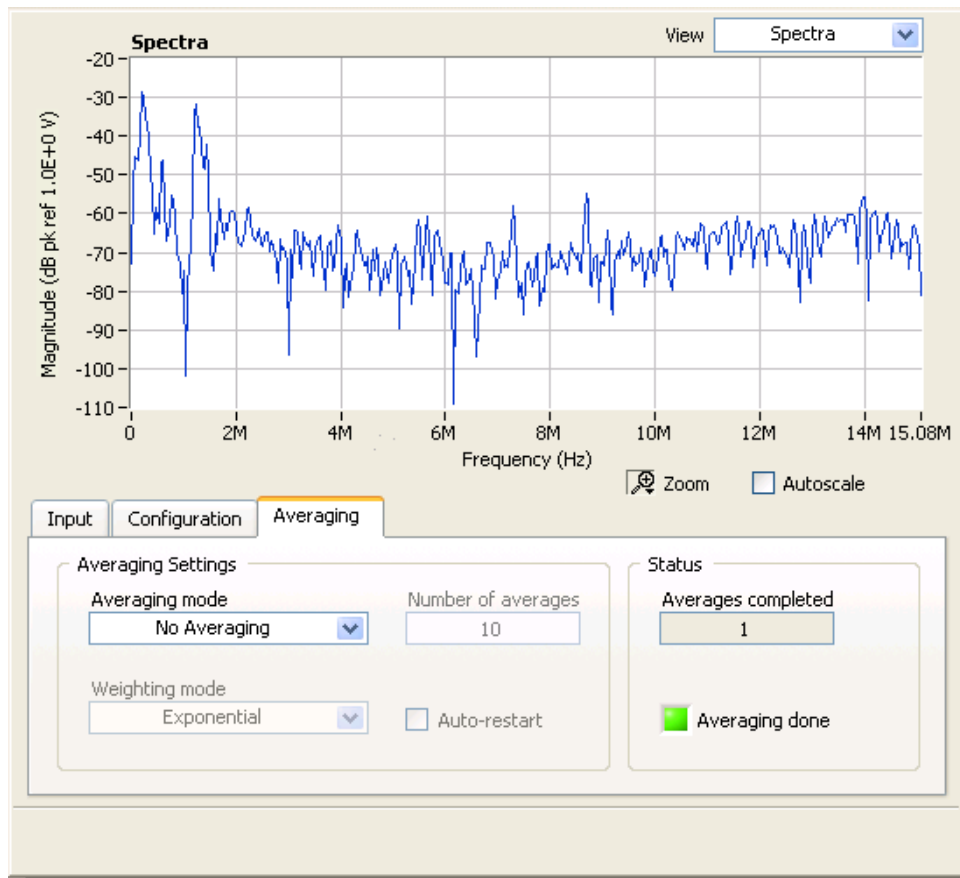 Spectra
View
Spectra
Magnitude (dB pk ref 1.0E+0 V)
-20
-30
-40
-50
-60
-70
-80
-90
-100
-110
0 2M 4M 6M 8M 10M 12M 14M 15.08M
Frequency (Hz)
Zoom
Autoscale
Input
Configuration
Averaging
Averaging Settings
Averaging mode
No Averaging
Number of averages
10
Weighting mode
Exponential
Auto-restart
Status
Averages completed
1
Averaging done